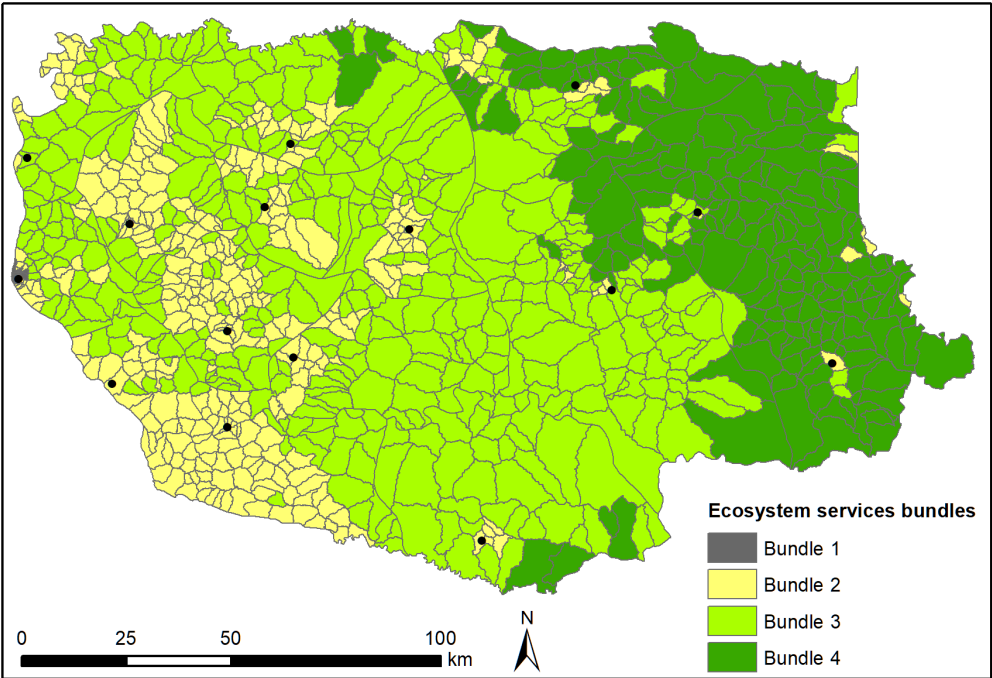 Ecosystem services bundles
Bundle 1
Bundle 2
Bundle 3
Bundle 4
N
0 25 50 100
km